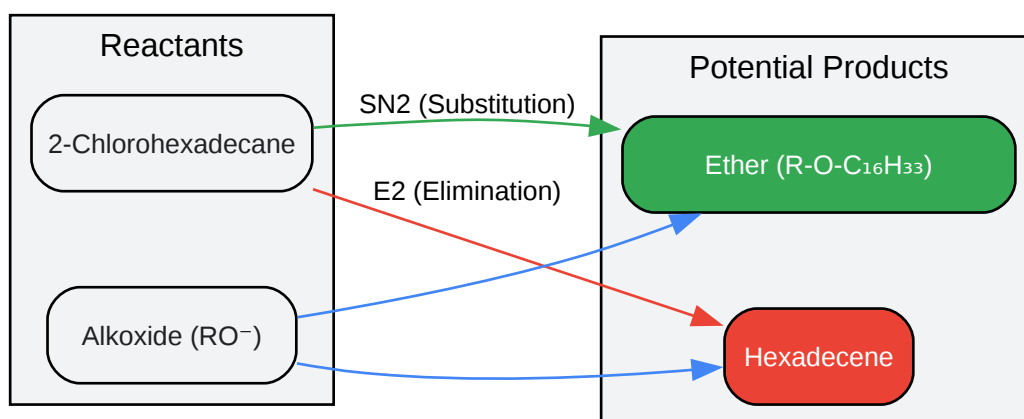 Reactants
Potential Products
SN2 (Substitution)
2-Chlorohexadecane
Ether (R-O-C₁₆H₃₃)
E2 (Elimination)
Alkoxide (RO⁻)
Hexadecene